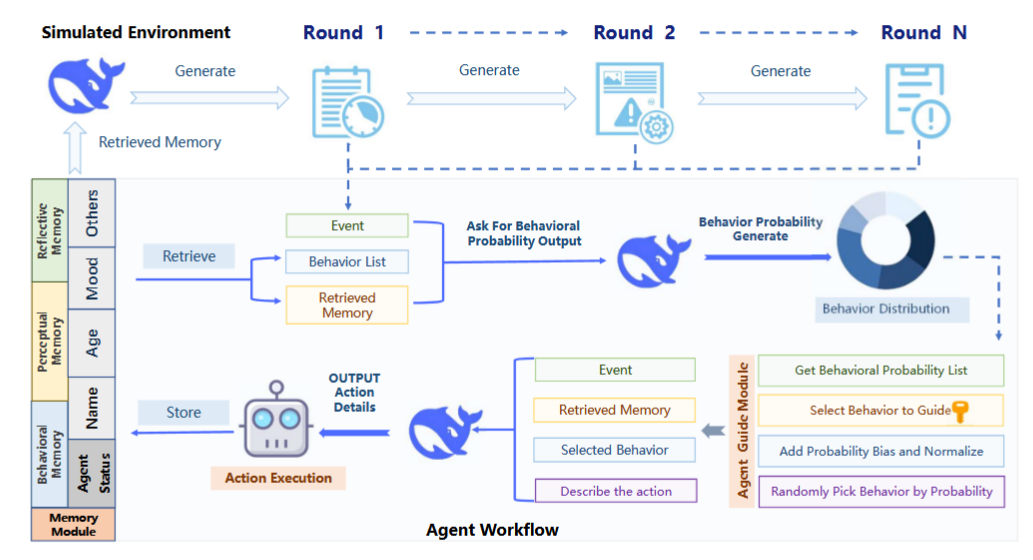 Simulated Environment
Round 1
Round 2
Round N
Generate
Generate
Generate
Retrieved Memory
Reflective
Memory
Perceptual
Memory
Behavioral
Memory
Others
Mood
Age
Name
Agent
Status
Memory
Module
Retrieve
Event
Behavior List
Retrieved
Memory
Ask For Behavioral
Probability Output
Behavior Probability
Generate
Behavior Distribution
Agent Guide Module
Get Behavioral Probability List
Select Behavior to Guide
Add Probability Bias and Normalize
Randomly Pick Behavior by Probability
Event
Retrieved Memory
Selected Behavior
Describe the action
OUTPUT
Action
Details
Action Execution
Store
Agent Workflow